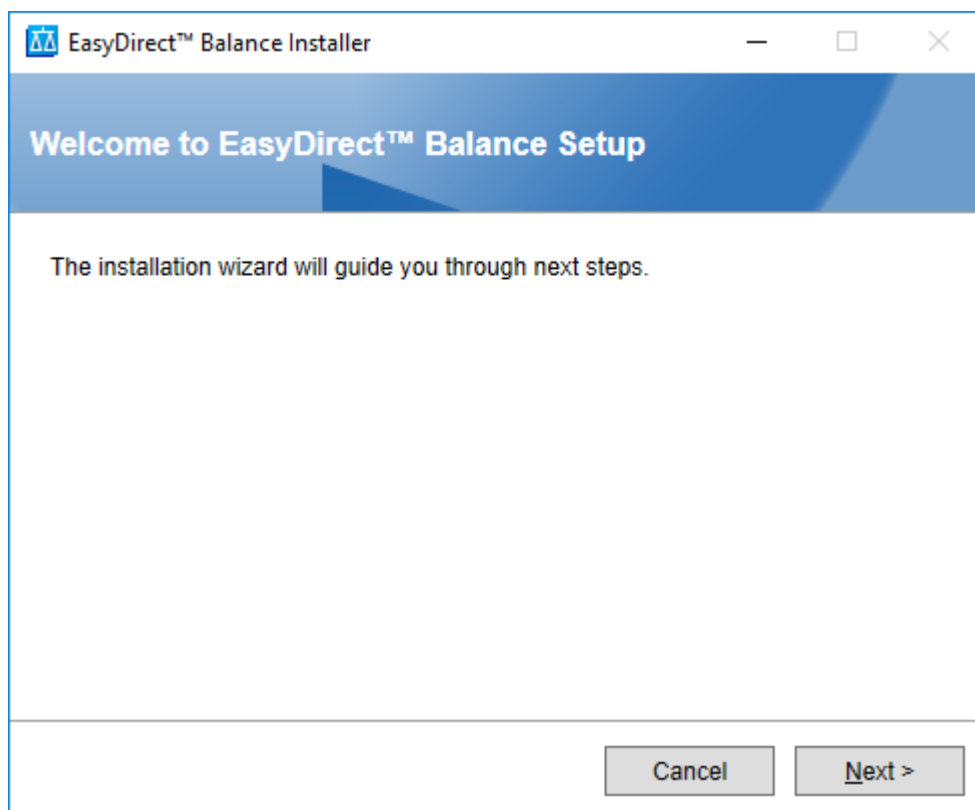 EasyDirect™ Balance Installer
Welcome to EasyDirect™ Balance Setup
The installation wizard will guide you through next steps.
Cancel
Next >